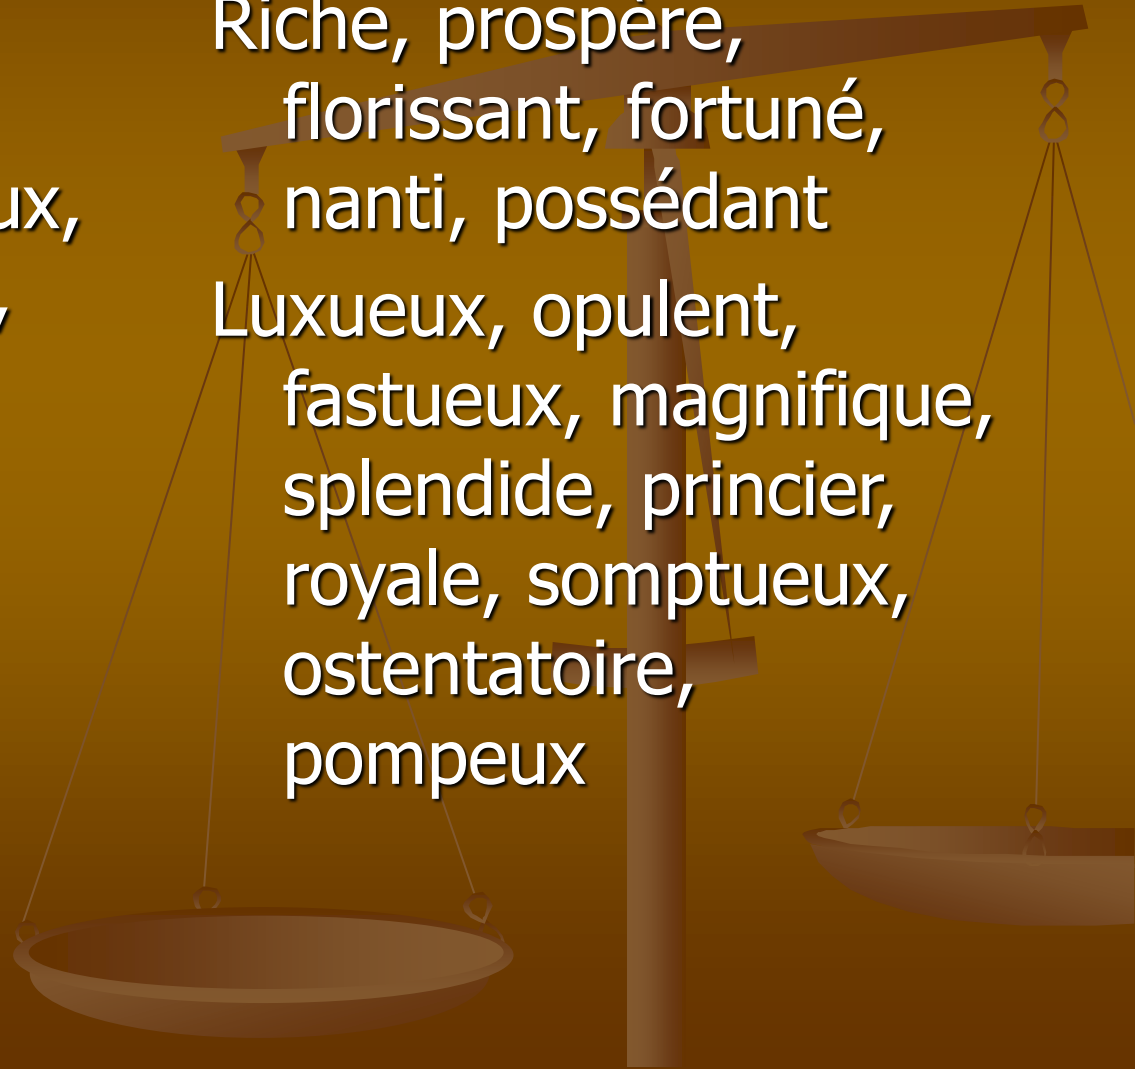 Riche, prospère,
florissant, fortuné,
nanti, possédant
Luxueux, opulent,
fastueux, magnifique,
splendide, princier,
royale, somptueux,
ostentatoire,
pompeux